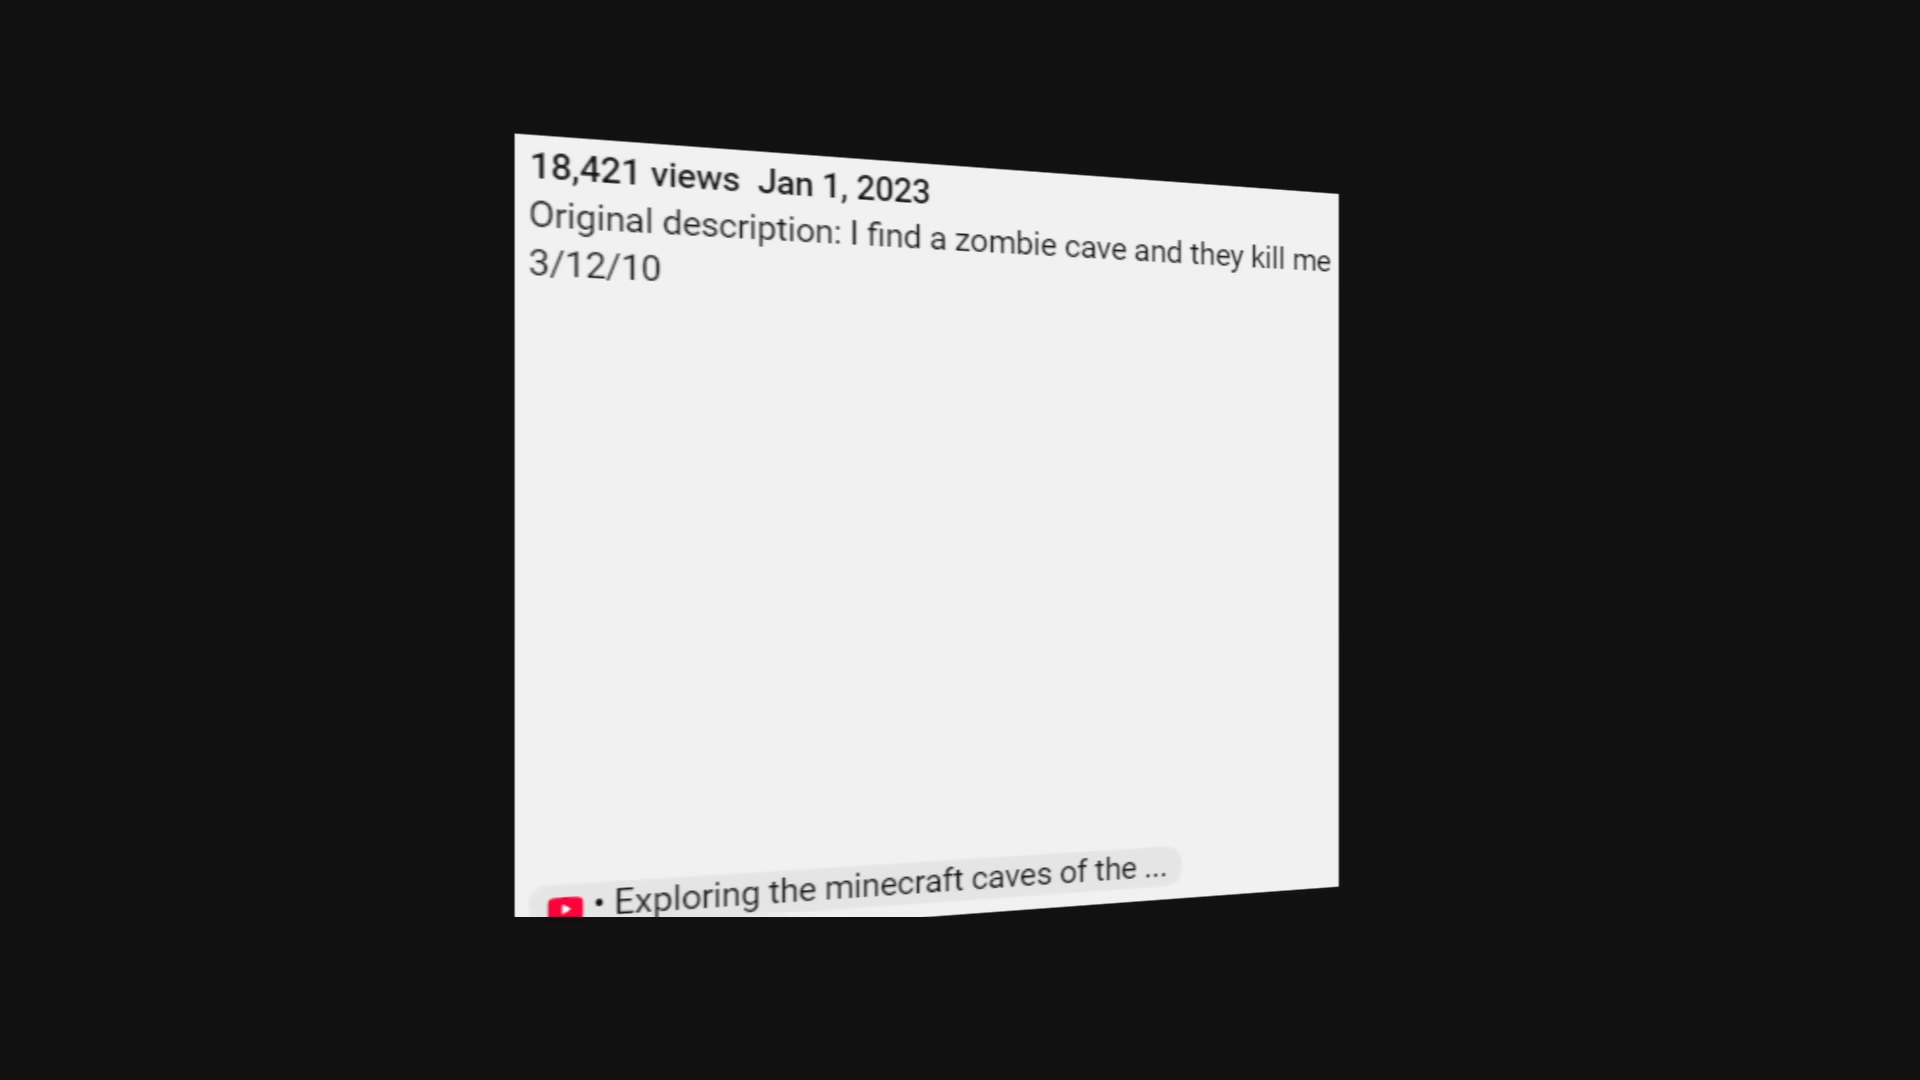 18,421 views  Jan 1, 2023
Original description: I find a zombie cave and they kill me
3/12/10
• Exploring the minecraft caves of the ...